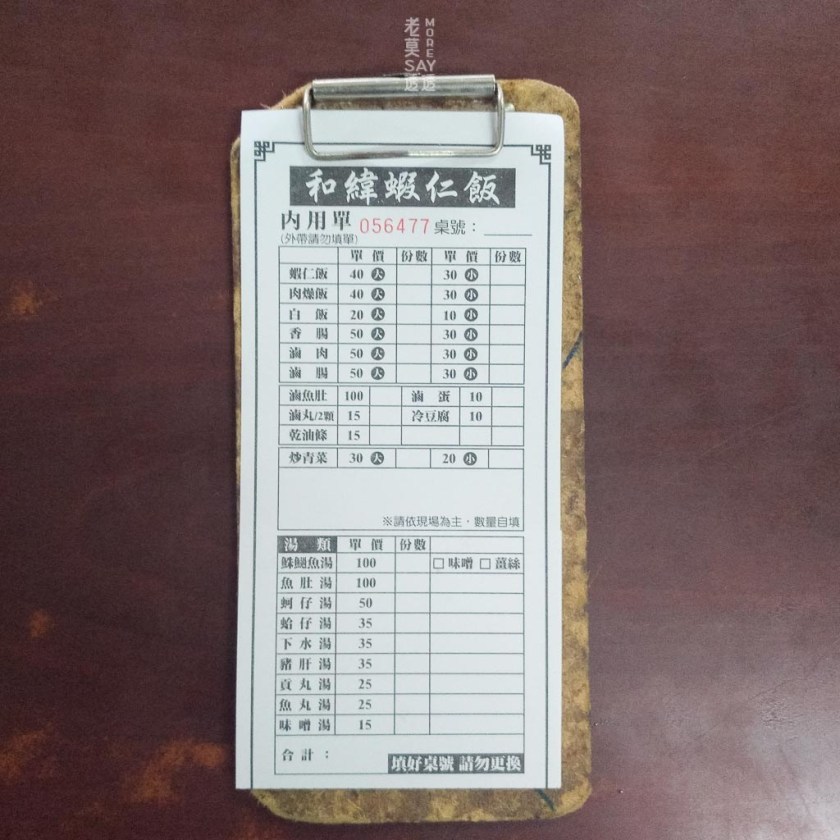 老莫 MORE
SAY
透透
和緯蝦仁飯
內用單 056477 桌號：
(外帶請勿填單)
單價 份數 單價 份數
蝦仁飯 40 大 30 小
肉燥飯 40 大 30 小
白飯 20 大 10 小
香腸 50 大 30 小
滷肉 50 大 30 小
滷腸 50 大 30 小
滷魚肚 100 滷蛋 10
滷丸/2顆 15 冷豆腐 10
乾油條 15
炒青菜 30 大 20 小
※請依現場為主，數量自填
湯類 單價 份數
鮢鮘魚湯 100 □味噌 □薑絲
魚肚湯 100
蚵仔湯 50
蛤仔湯 35
下水湯 35
豬肝湯 35
貢丸湯 25
魚丸湯 25
味噌湯 15
合計：
填好桌號 請勿更換